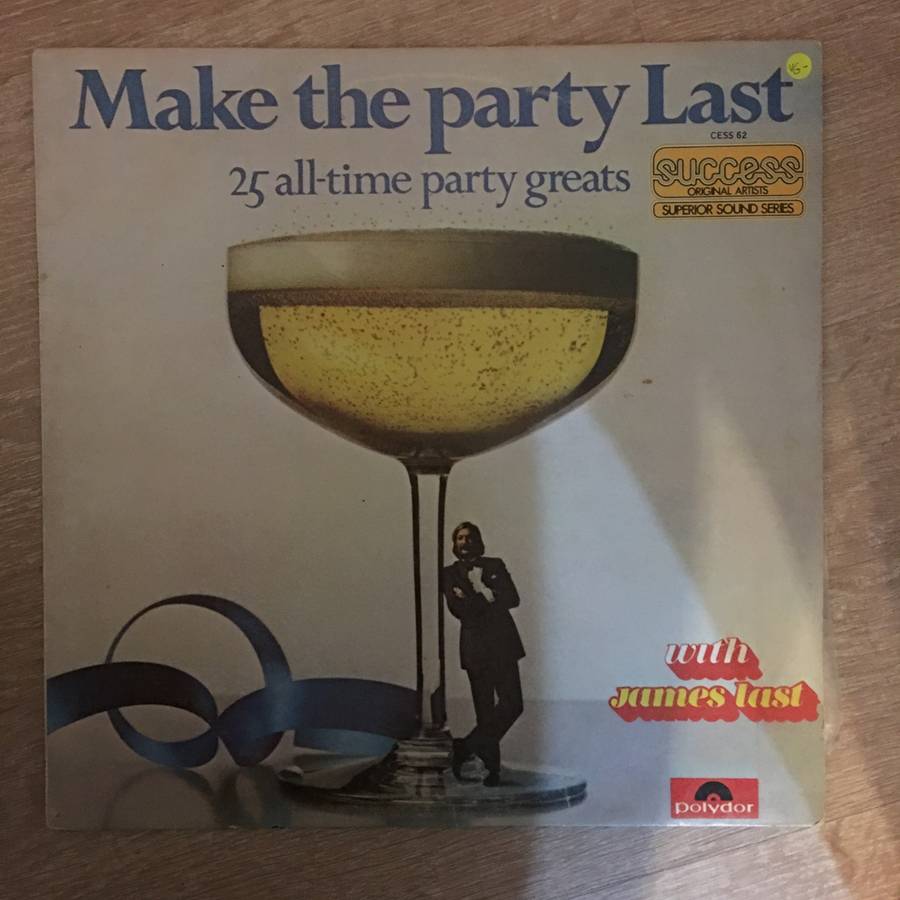 Make the party Last
VG-
CESS 62
25 all-time party greats
success
ORIGINAL ARTISTS
SUPERIOR SOUND SERIES
with
james last
polydor